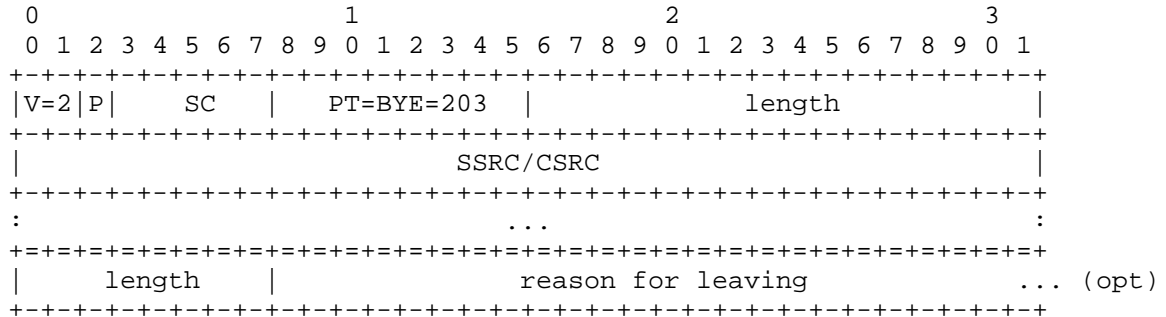 0                   1                   2                   3
 0 1 2 3 4 5 6 7 8 9 0 1 2 3 4 5 6 7 8 9 0 1 2 3 4 5 6 7 8 9 0 1
+-+-+-+-+-+-+-+-+-+-+-+-+-+-+-+-+-+-+-+-+-+-+-+-+-+-+-+-+-+-+-+-+
|V=2|P|    SC   |   PT=BYE=203  |             length            |
+-+-+-+-+-+-+-+-+-+-+-+-+-+-+-+-+-+-+-+-+-+-+-+-+-+-+-+-+-+-+-+-+
|                           SSRC/CSRC                           |
+-+-+-+-+-+-+-+-+-+-+-+-+-+-+-+-+-+-+-+-+-+-+-+-+-+-+-+-+-+-+-+-+
:                              ...                              :
+=+=+=+=+=+=+=+=+=+=+=+=+=+=+=+=+=+=+=+=+=+=+=+=+=+=+=+=+=+=+=+=+
|     length    |               reason for leaving             ... (opt)
+-+-+-+-+-+-+-+-+-+-+-+-+-+-+-+-+-+-+-+-+-+-+-+-+-+-+-+-+-+-+-+-+